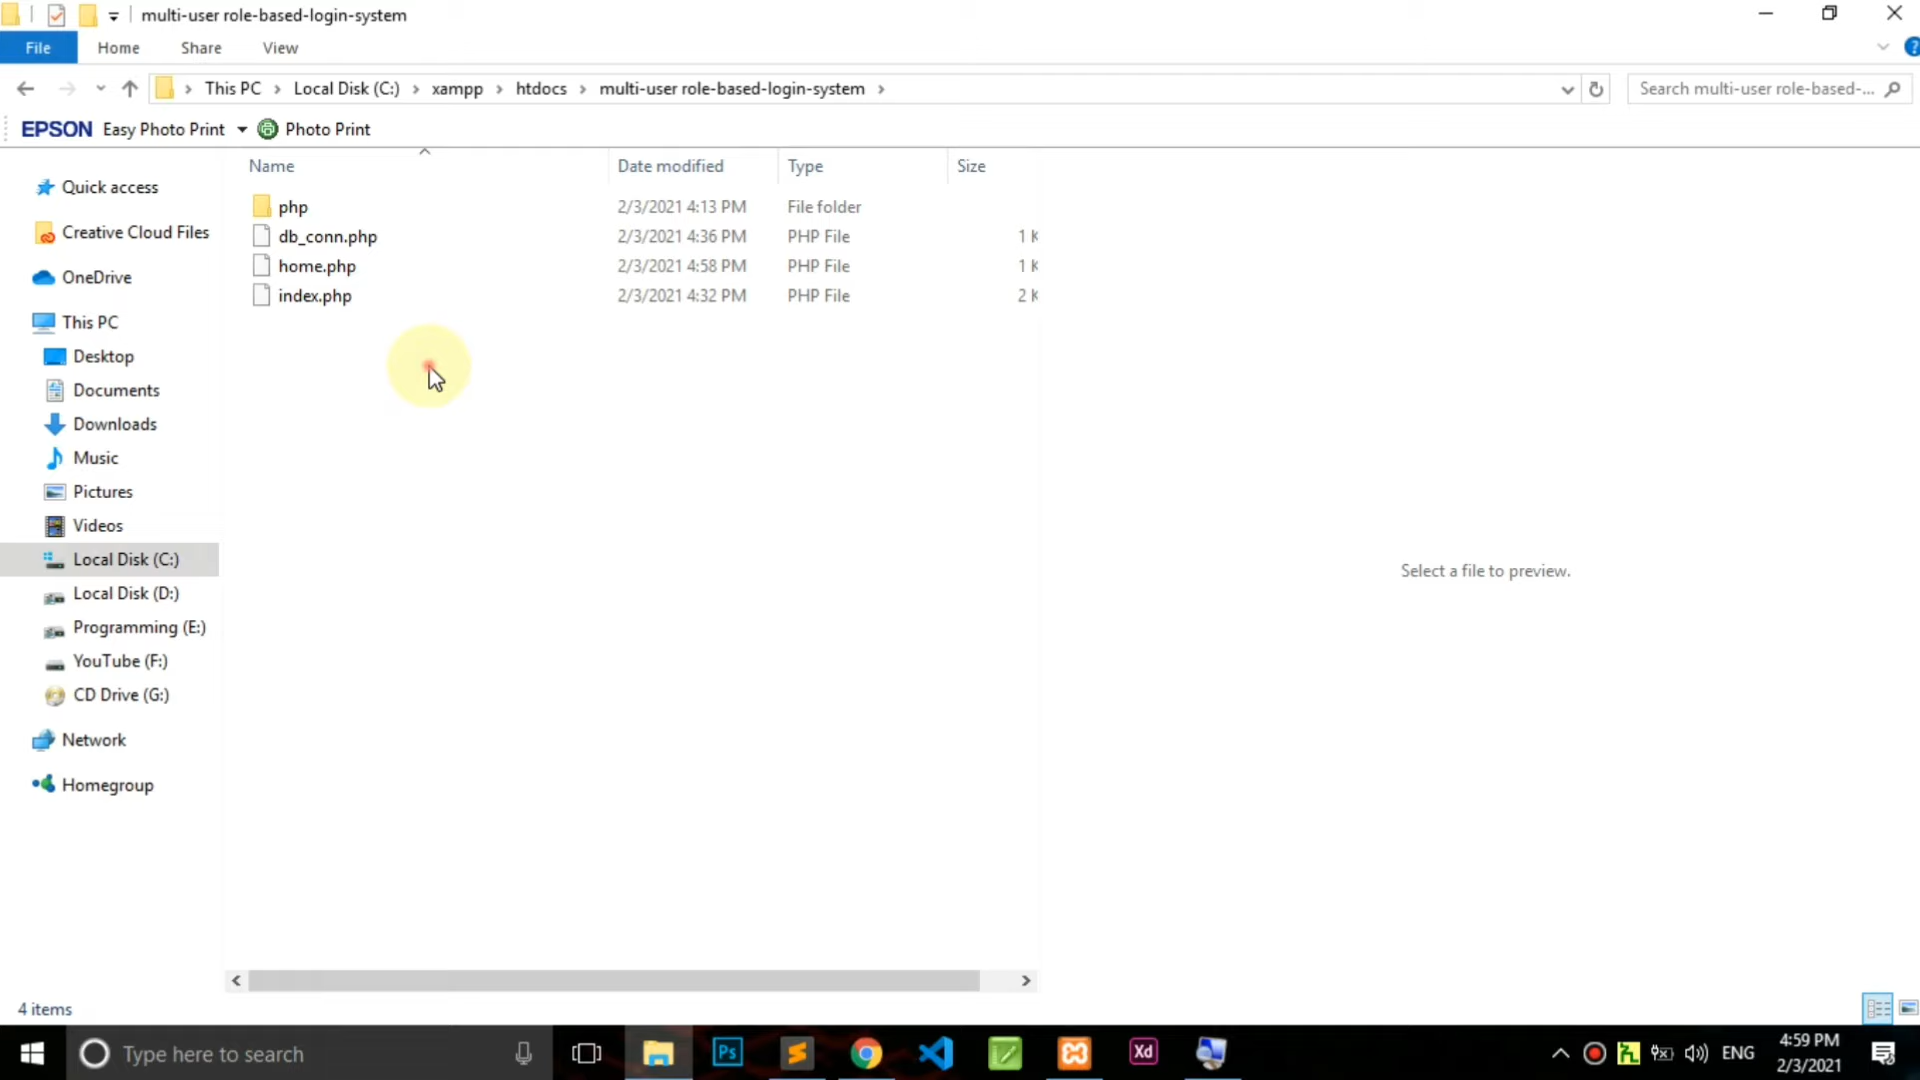 multi-user role-based-login-system
File Home Share View
This PC Local Disk (C:) xampp htdocs multi-user role-based-login-system Search multi-user role-based-...
EPSON Easy Photo Print Photo Print
Name Date modified Type Size
php 2/3/2021 4:13 PM File folder
db_conn.php 2/3/2021 4:36 PM PHP File 1 K
home.php 2/3/2021 4:58 PM PHP File 1 K
index.php 2/3/2021 4:32 PM PHP File 2 K
Quick access
Creative Cloud Files
OneDrive
This PC
Desktop
Documents
Downloads
Music
Pictures
Videos
Local Disk (C:)
Local Disk (D:)
Programming (E:)
YouTube (F:)
CD Drive (G:)
Network
Homegroup
Select a file to preview.
4 items
Type here to search
Ps
Xd
ENG
4:59 PM
2/3/2021